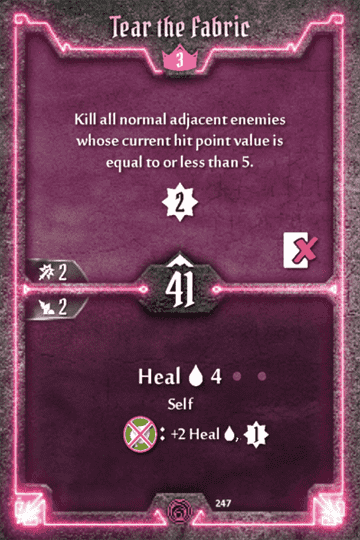 Tear the Fabric
3
Kill all normal adjacent enemies
whose current hit point value is
equal to or less than 5.
2
2
41
2
Heal 4
Self
: +2 Heal , 1
247